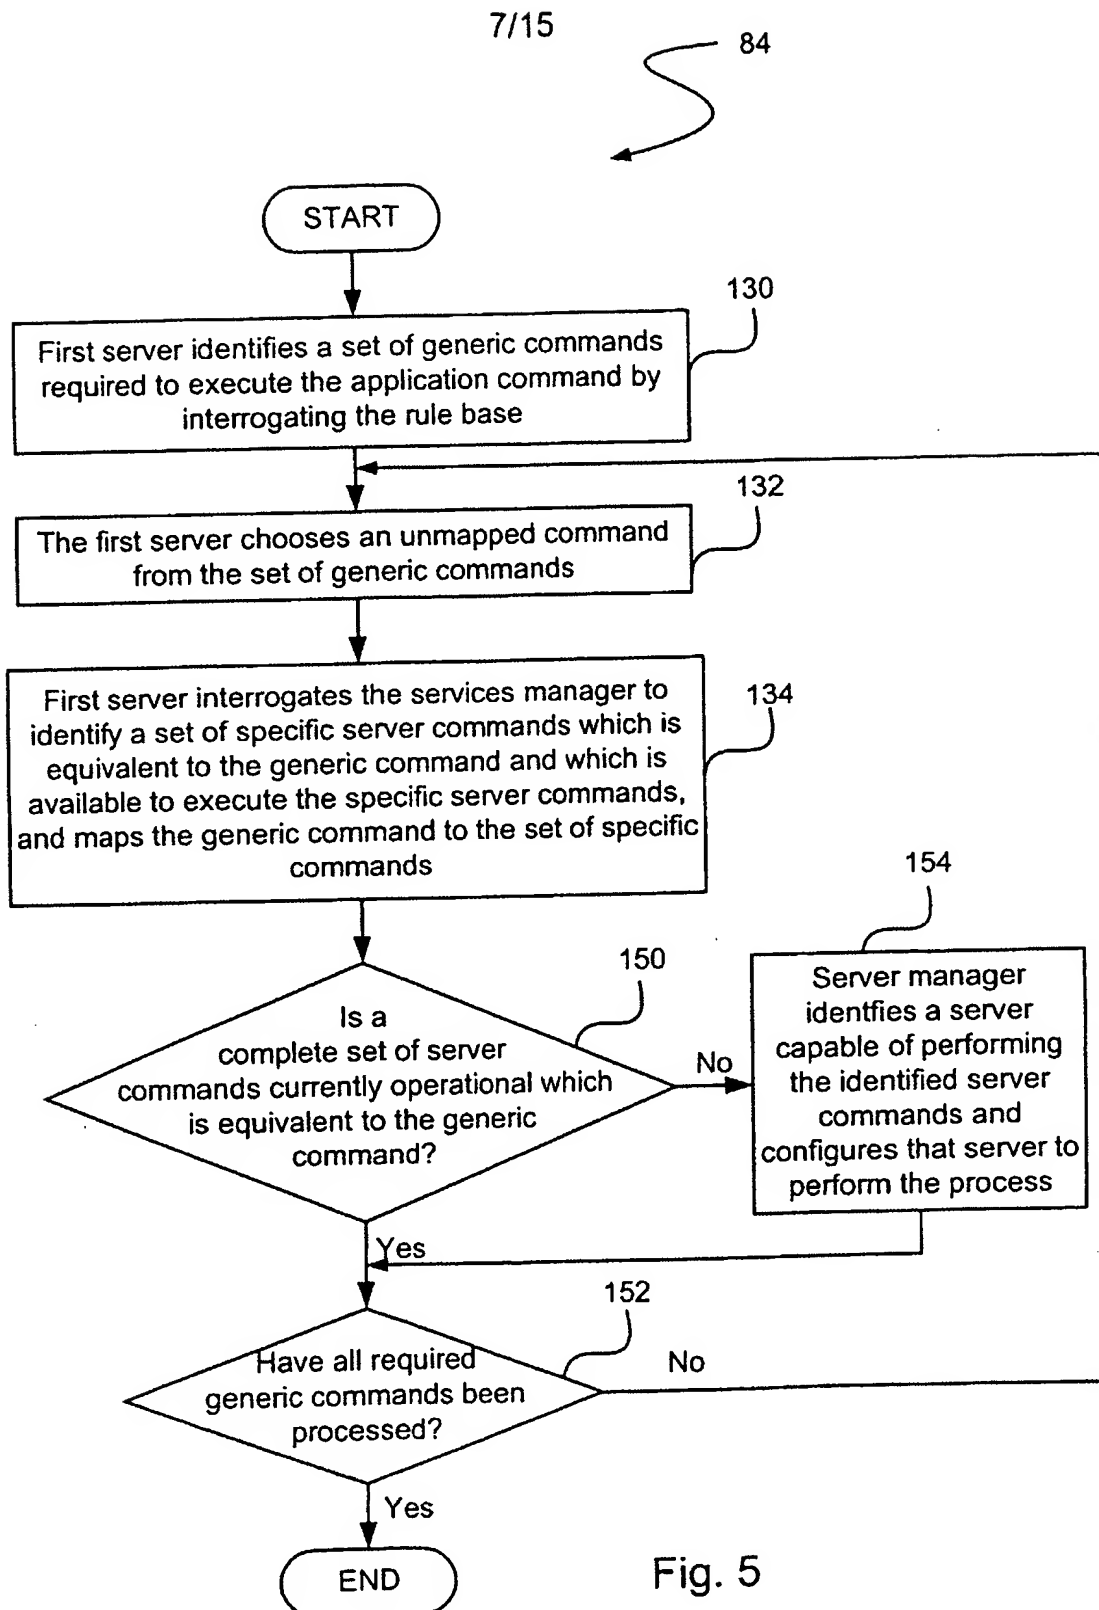 7/15
84
START
130
First server identifies a set of generic commands
required to execute the application command by
interrogating the rule base
132
The first server chooses an unmapped command
from the set of generic commands
134
First server interrogates the services manager to
identify a set of specific server commands which is
equivalent to the generic command and which is
available to execute the specific server commands,
and maps the generic command to the set of specific
commands
150
Is a
complete set of server
commands currently operational which
is equivalent to the generic
command?
No
154
Server manager
identfies a server
capable of performing
the identified server
commands and
configures that server to
perform the process
Yes
152
Have all required
generic commands been
processed?
No
Yes
END
Fig. 5